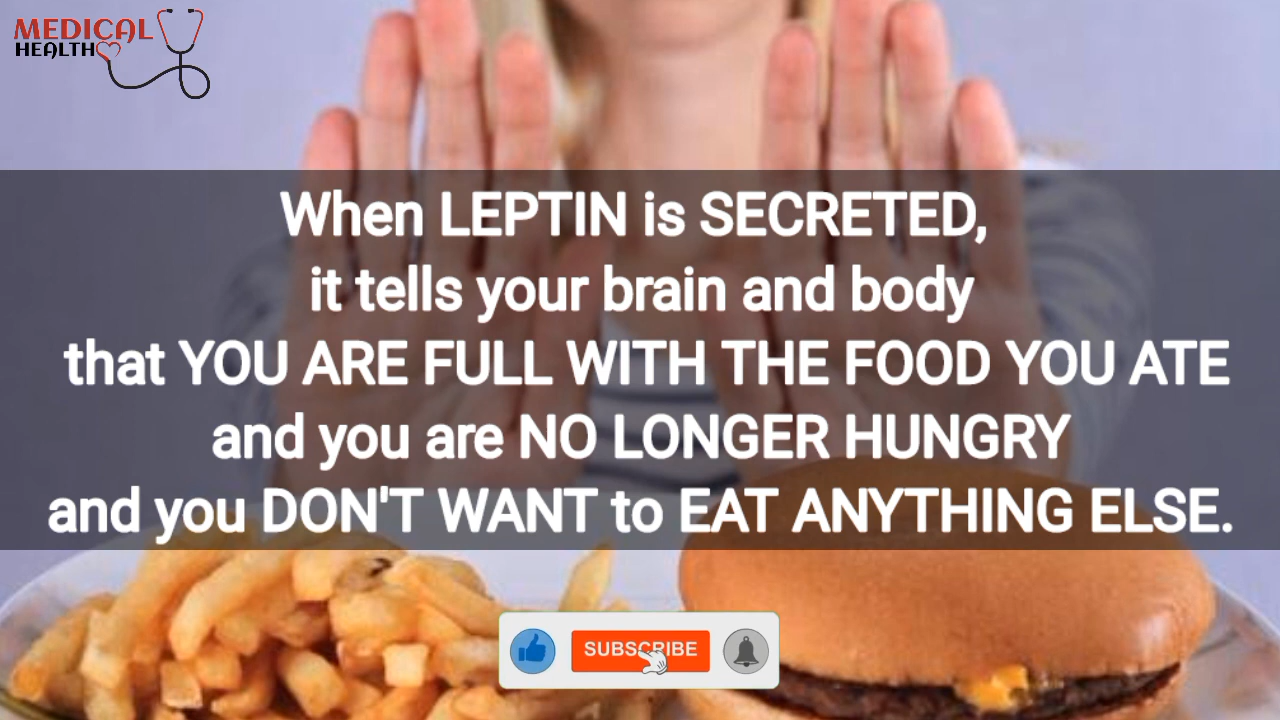 MEDICAL
HEALTH
When LEPTIN is SECRETED,
it tells your brain and body
that YOU ARE FULL WITH THE FOOD YOU ATE
and you are NO LONGER HUNGRY
and you DON'T WANT to EAT ANYTHING ELSE.
SUBSCRIBE